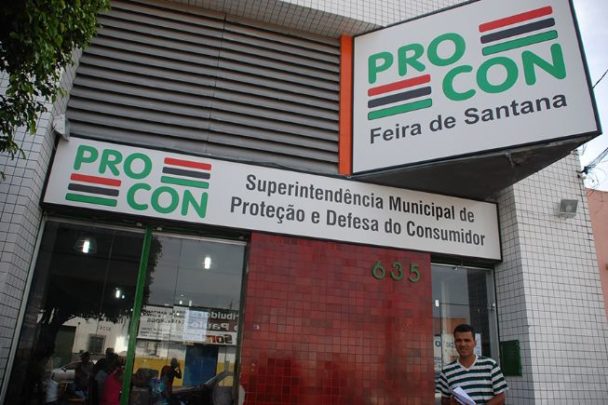 PRO
CON
Feira de Santana
PRO
CON
Superintendência Municipal de
Proteção e Defesa do Consumidor
635